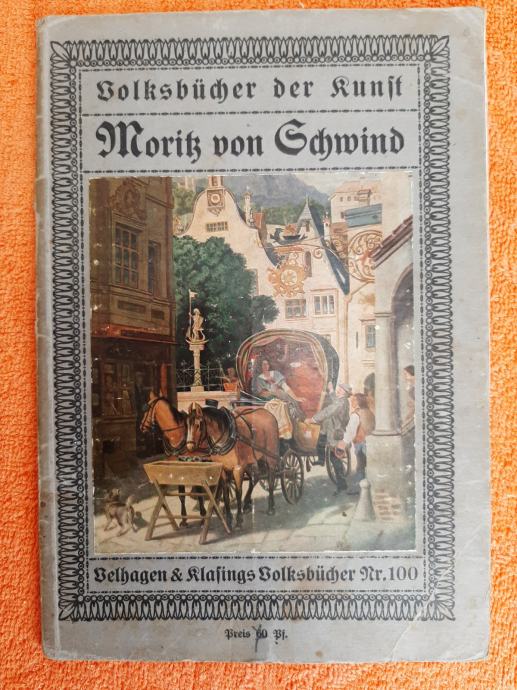 Volksbücher der Kunst
Moritz von Schwind
Velhagen & Klasings Volksbücher Nr. 100
Preis 60 Pf.